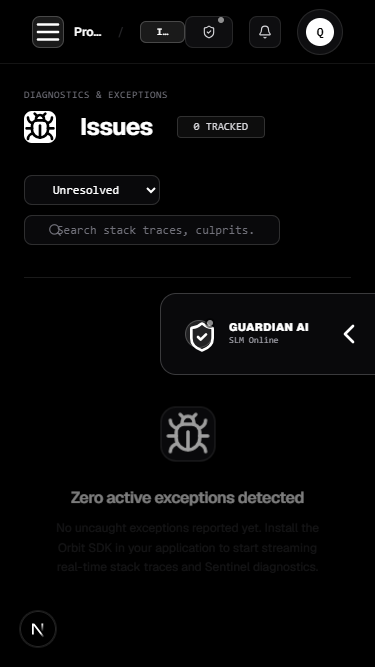 Pro... / I...
Q
DIAGNOSTICS & EXCEPTIONS
Issues
0 TRACKED
Unresolved
Search stack traces, culprits.
GUARDIAN AI
SLM Online
Zero active exceptions detected
No uncaught exceptions reported yet. Install the
Orbit SDK in your application to start streaming
real-time stack traces and Sentinel diagnostics.
N